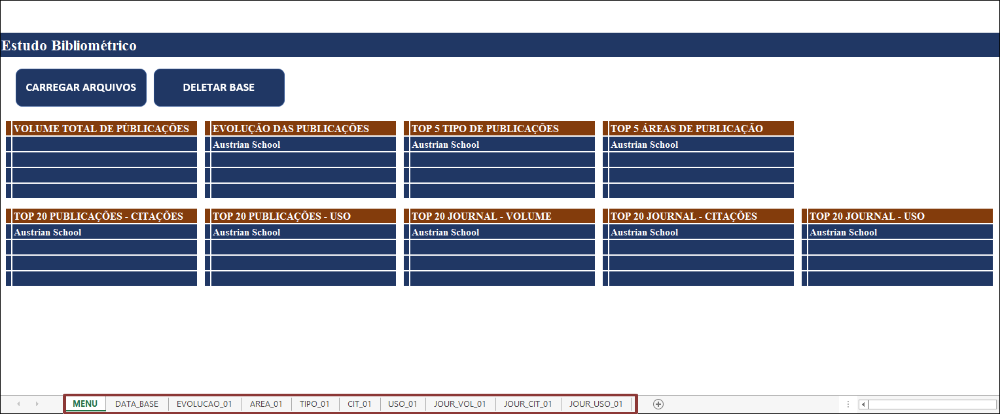 Estudo Bibliométrico
CARREGAR ARQUIVOS DELETAR BASE
VOLUME TOTAL DE PÚBLICAÇÕES EVOLUÇÃO DAS PUBLICAÇÕES TOP 5 TIPO DE PUBLICAÇÕES TOP 5 ÁREAS DE PUBLICAÇÃO
Austrian School Austrian School Austrian School
TOP 20 PUBLICAÇÕES - CITAÇÕES TOP 20 PUBLICAÇÕES - USO TOP 20 JOURNAL - VOLUME TOP 20 JOURNAL - CITAÇÕES TOP 20 JOURNAL - USO
Austrian School Austrian School Austrian School Austrian School Austrian School
MENU DATA_BASE EVOLUCAO_01 AREA_01 TIPO_01 CIT_01 USO_01 JOUR_VOL_01 JOUR_CIT_01 JOUR_USO_01